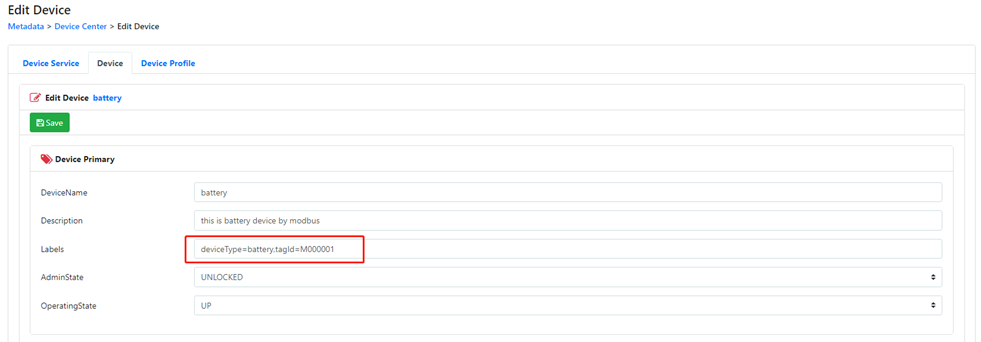 Edit Device
Metadata > Device Center > Edit Device
Device Service Device Device Profile
Edit Device battery
Save
Device Primary
DeviceName battery
Description this is battery device by modbus
Labels deviceType=battery,tagId=M000001
AdminState UNLOCKED
OperatingState UP